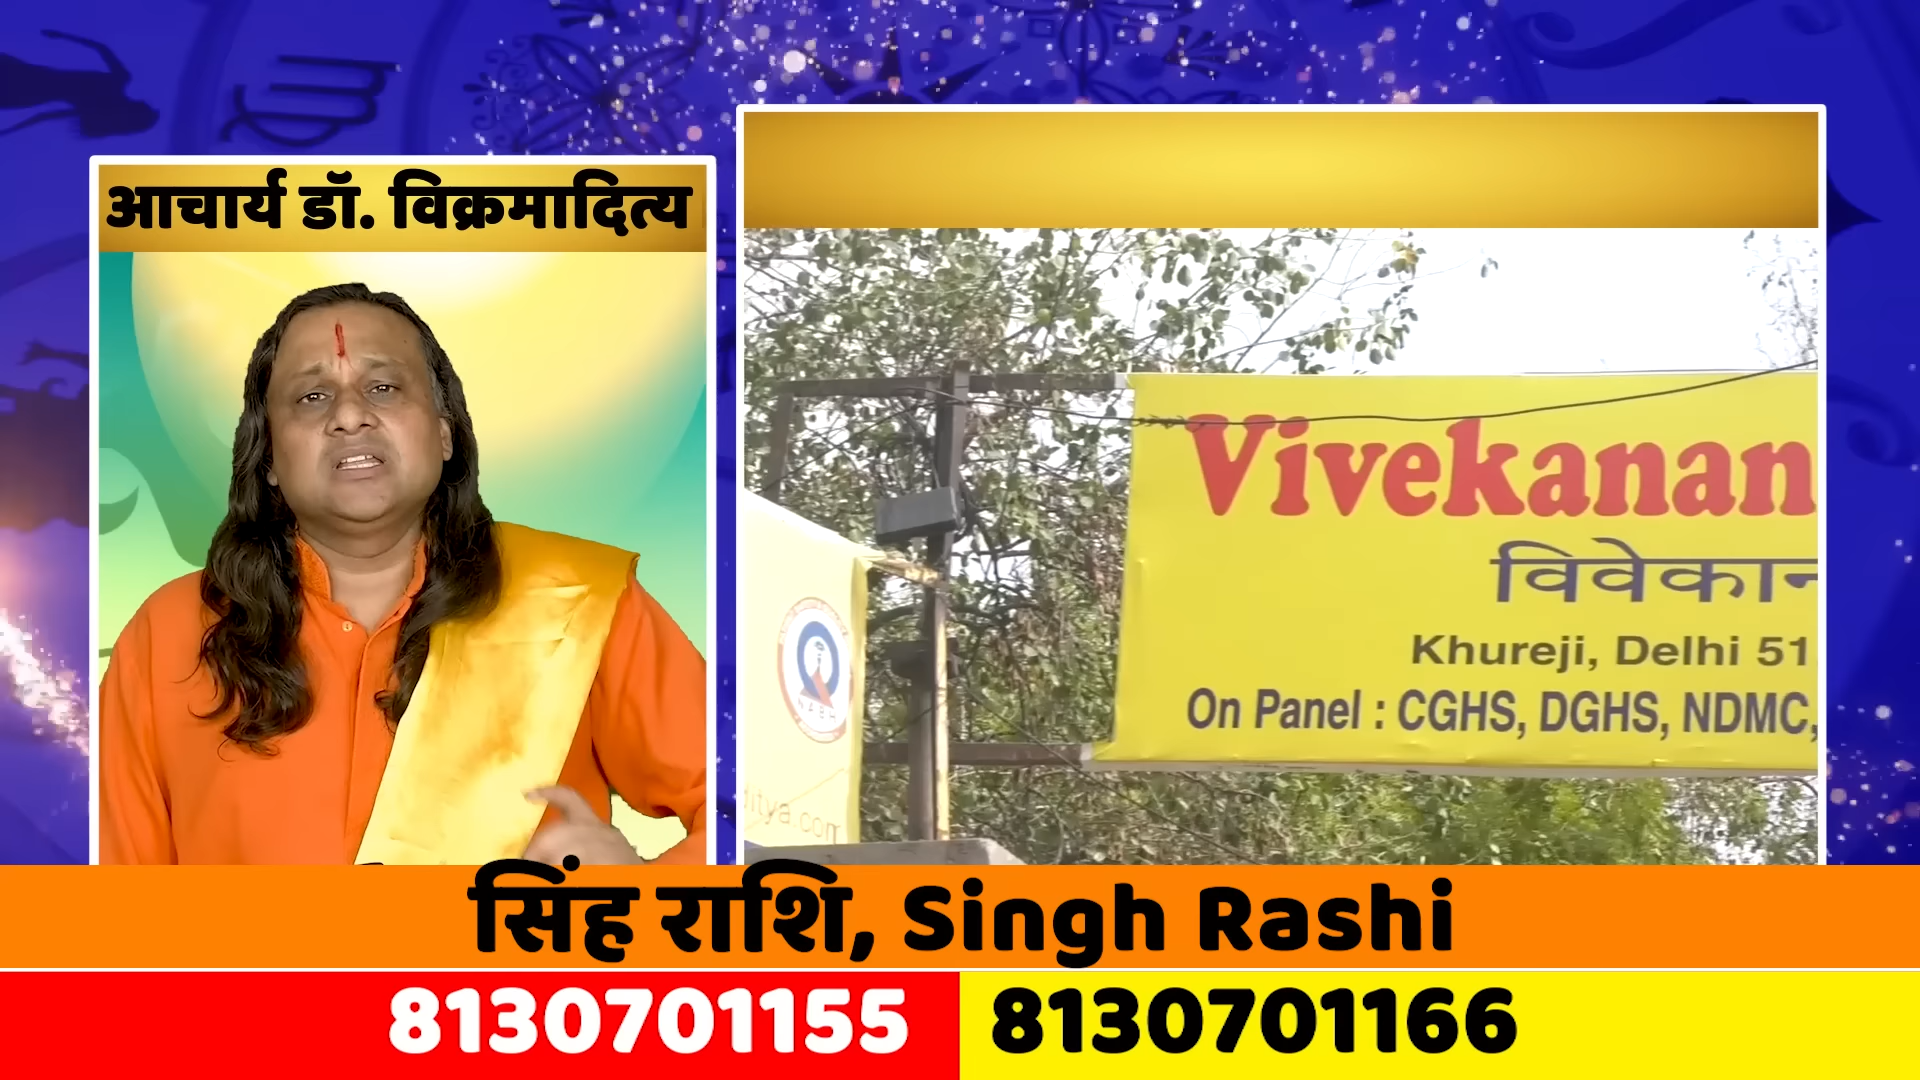 आचार्य डॉ. विक्रमादित्य
Vivekanan
विवेकान
Khureji, Delhi 51
On Panel : CGHS, DGHS, NDMC,
सिंह राशि, Singh Rashi
8130701155
8130701166